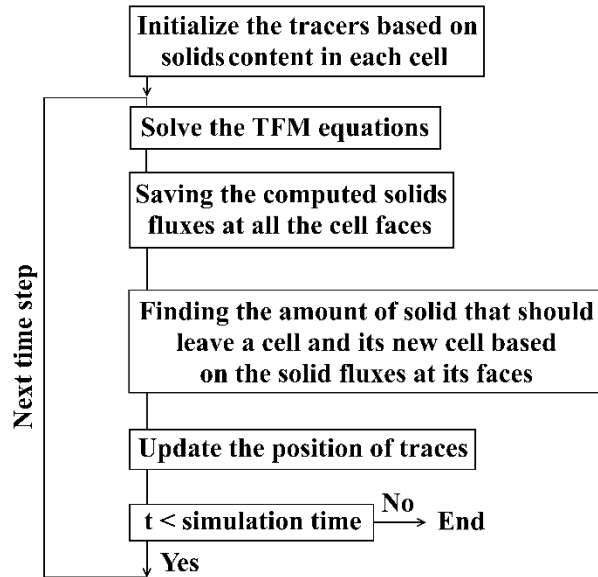 Initialize the tracers based on
solids content in each cell
Solve the TFM equations
Saving the computed solids
fluxes at all the cell faces
Finding the amount of solid that should
leave a cell and its new cell based
on the solid fluxes at its faces
Update the position of traces
t < simulation time
No
End
Yes
Next time step